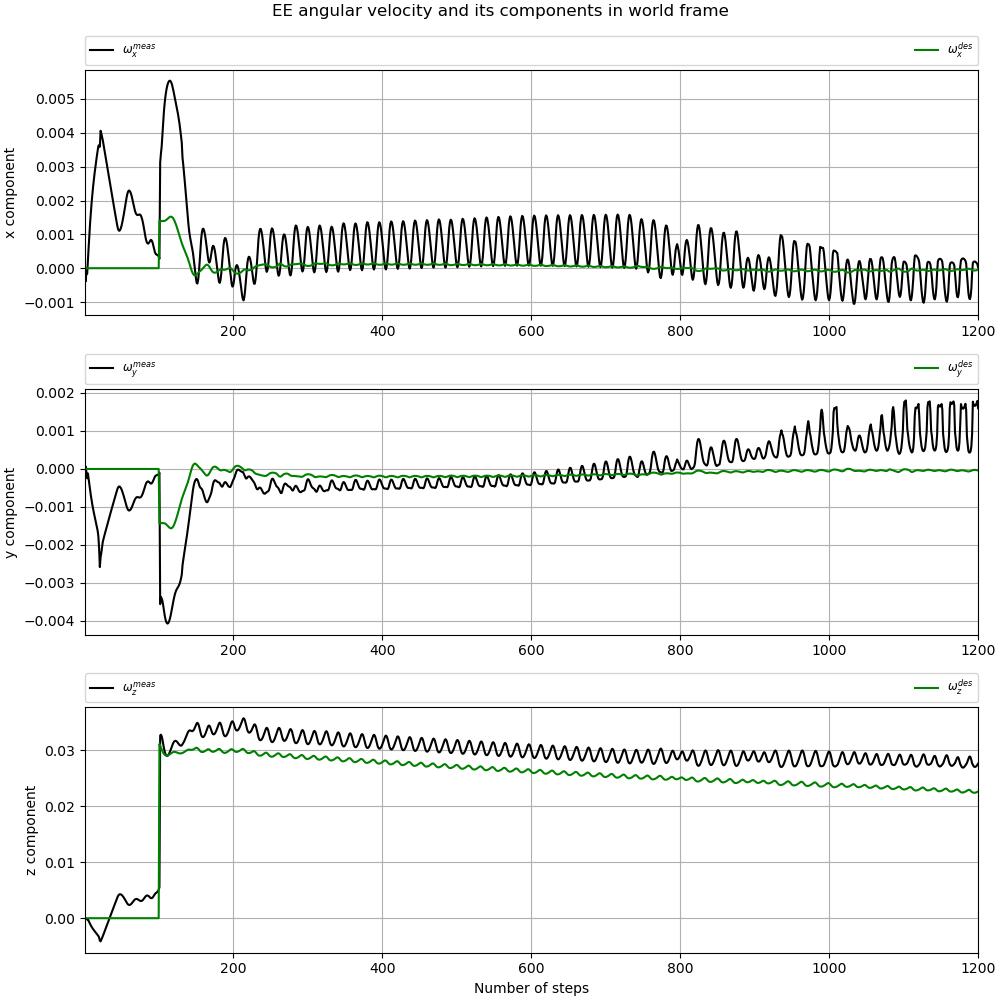 EE angular velocity and its components in world frame
ω_x^meas ω_x^des
0.005
0.004
0.003
0.002
0.001
0.000
−0.001
x component
200 400 600 800 1000 1200
ω_y^meas ω_y^des
0.002
0.001
0.000
−0.001
−0.002
−0.003
−0.004
y component
200 400 600 800 1000 1200
ω_z^meas ω_z^des
0.03
0.02
0.01
0.00
z component
200 400 600 800 1000 1200
Number of steps